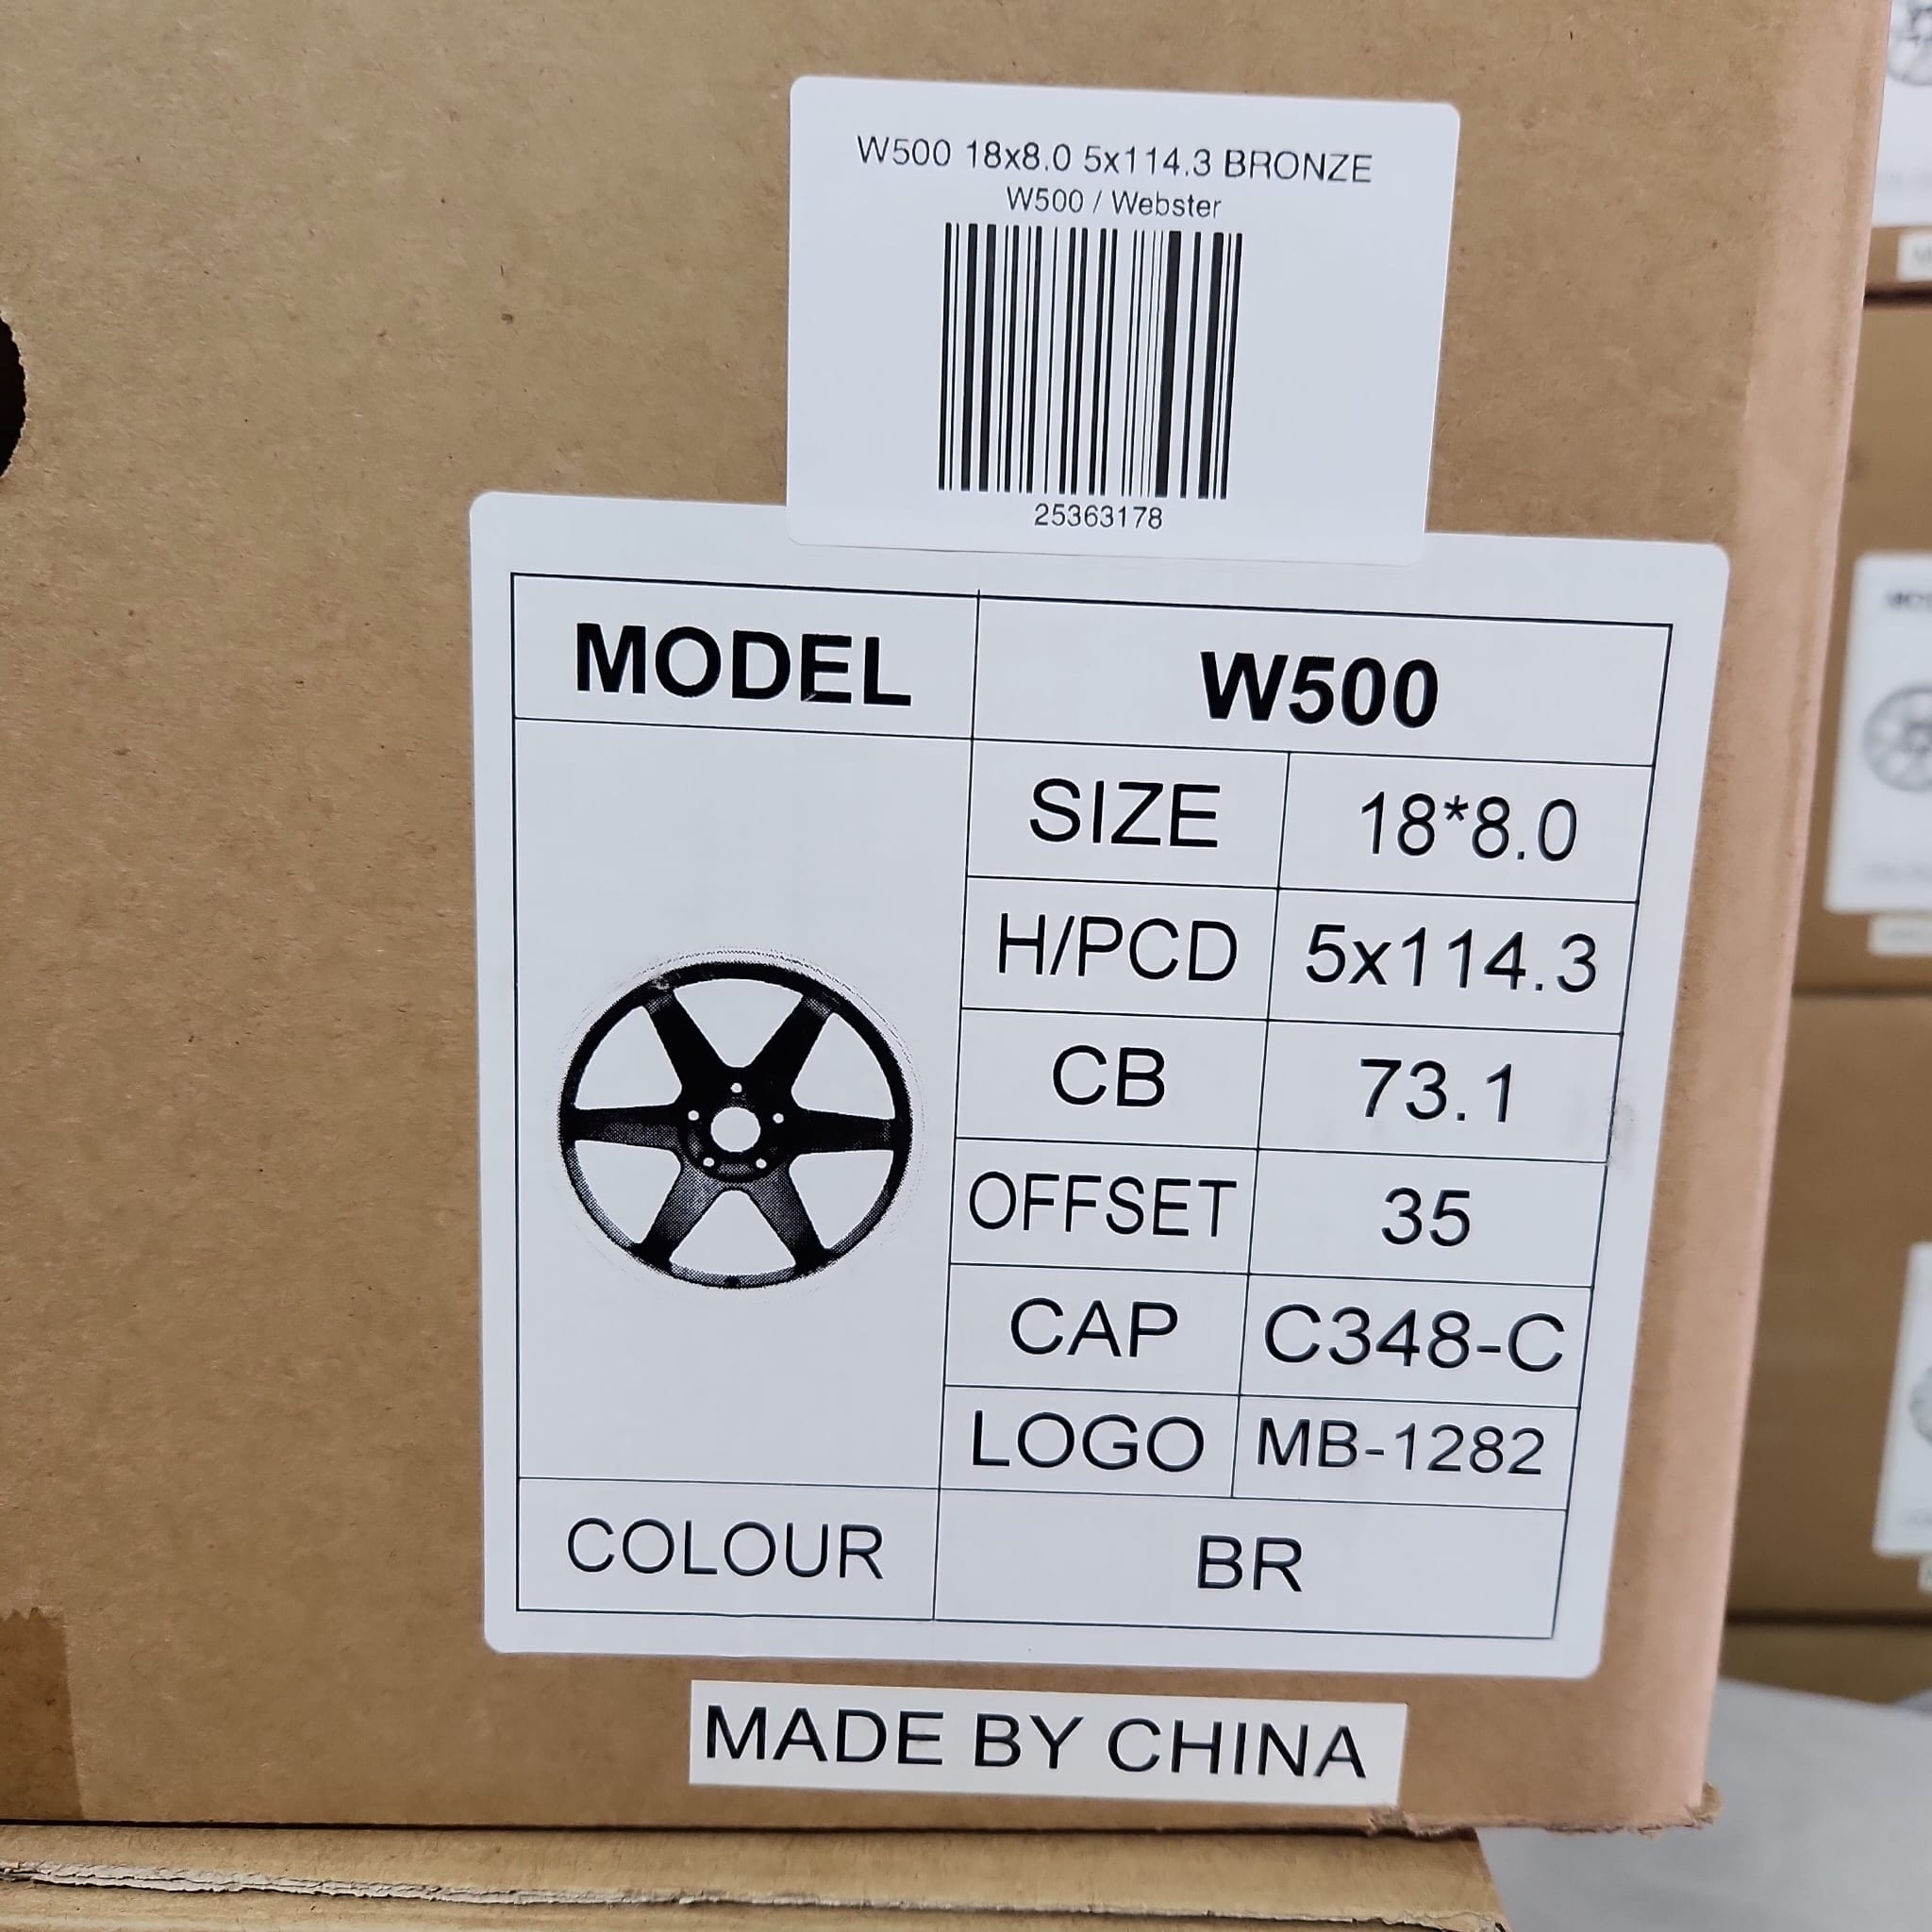 W500 18x8.0 5x114.3 BRONZE
W500 / Webster
25363178
MODEL W500
SIZE 18*8.0
H/PCD 5x114.3
CB 73.1
OFFSET 35
CAP C348-C
LOGO MB-1282
COLOUR BR
MADE BY CHINA